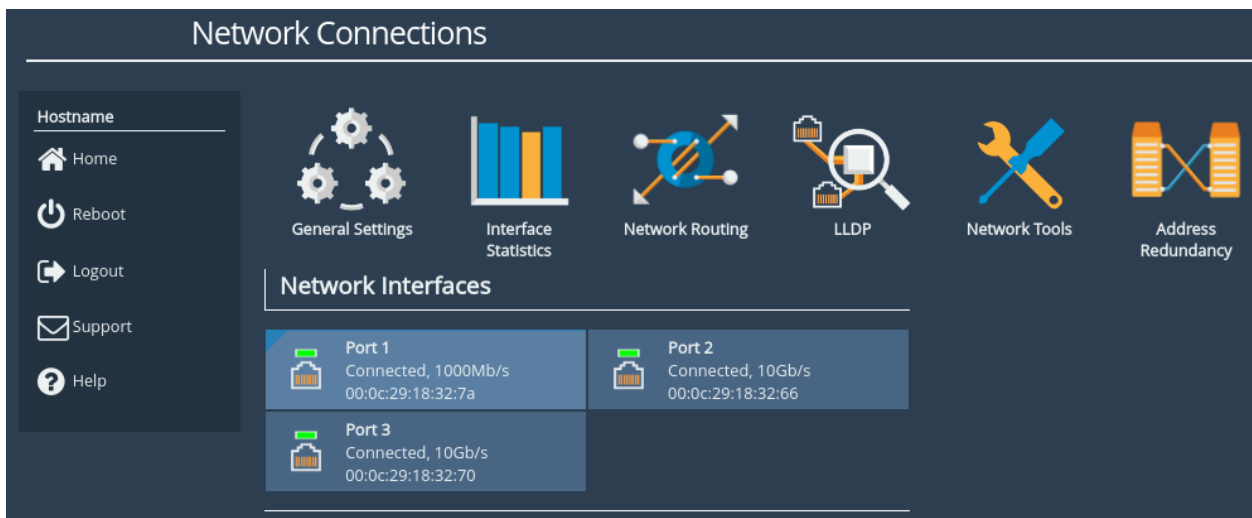 Network Connections
Hostname
Home
Reboot
Logout
Support
Help
General Settings
Interface
Statistics
Network Routing
LLDP
Network Tools
Address
Redundancy
Network Interfaces
Port 1
Connected, 1000Mb/s
00:0c:29:18:32:7a
Port 2
Connected, 10Gb/s
00:0c:29:18:32:66
Port 3
Connected, 10Gb/s
00:0c:29:18:32:70